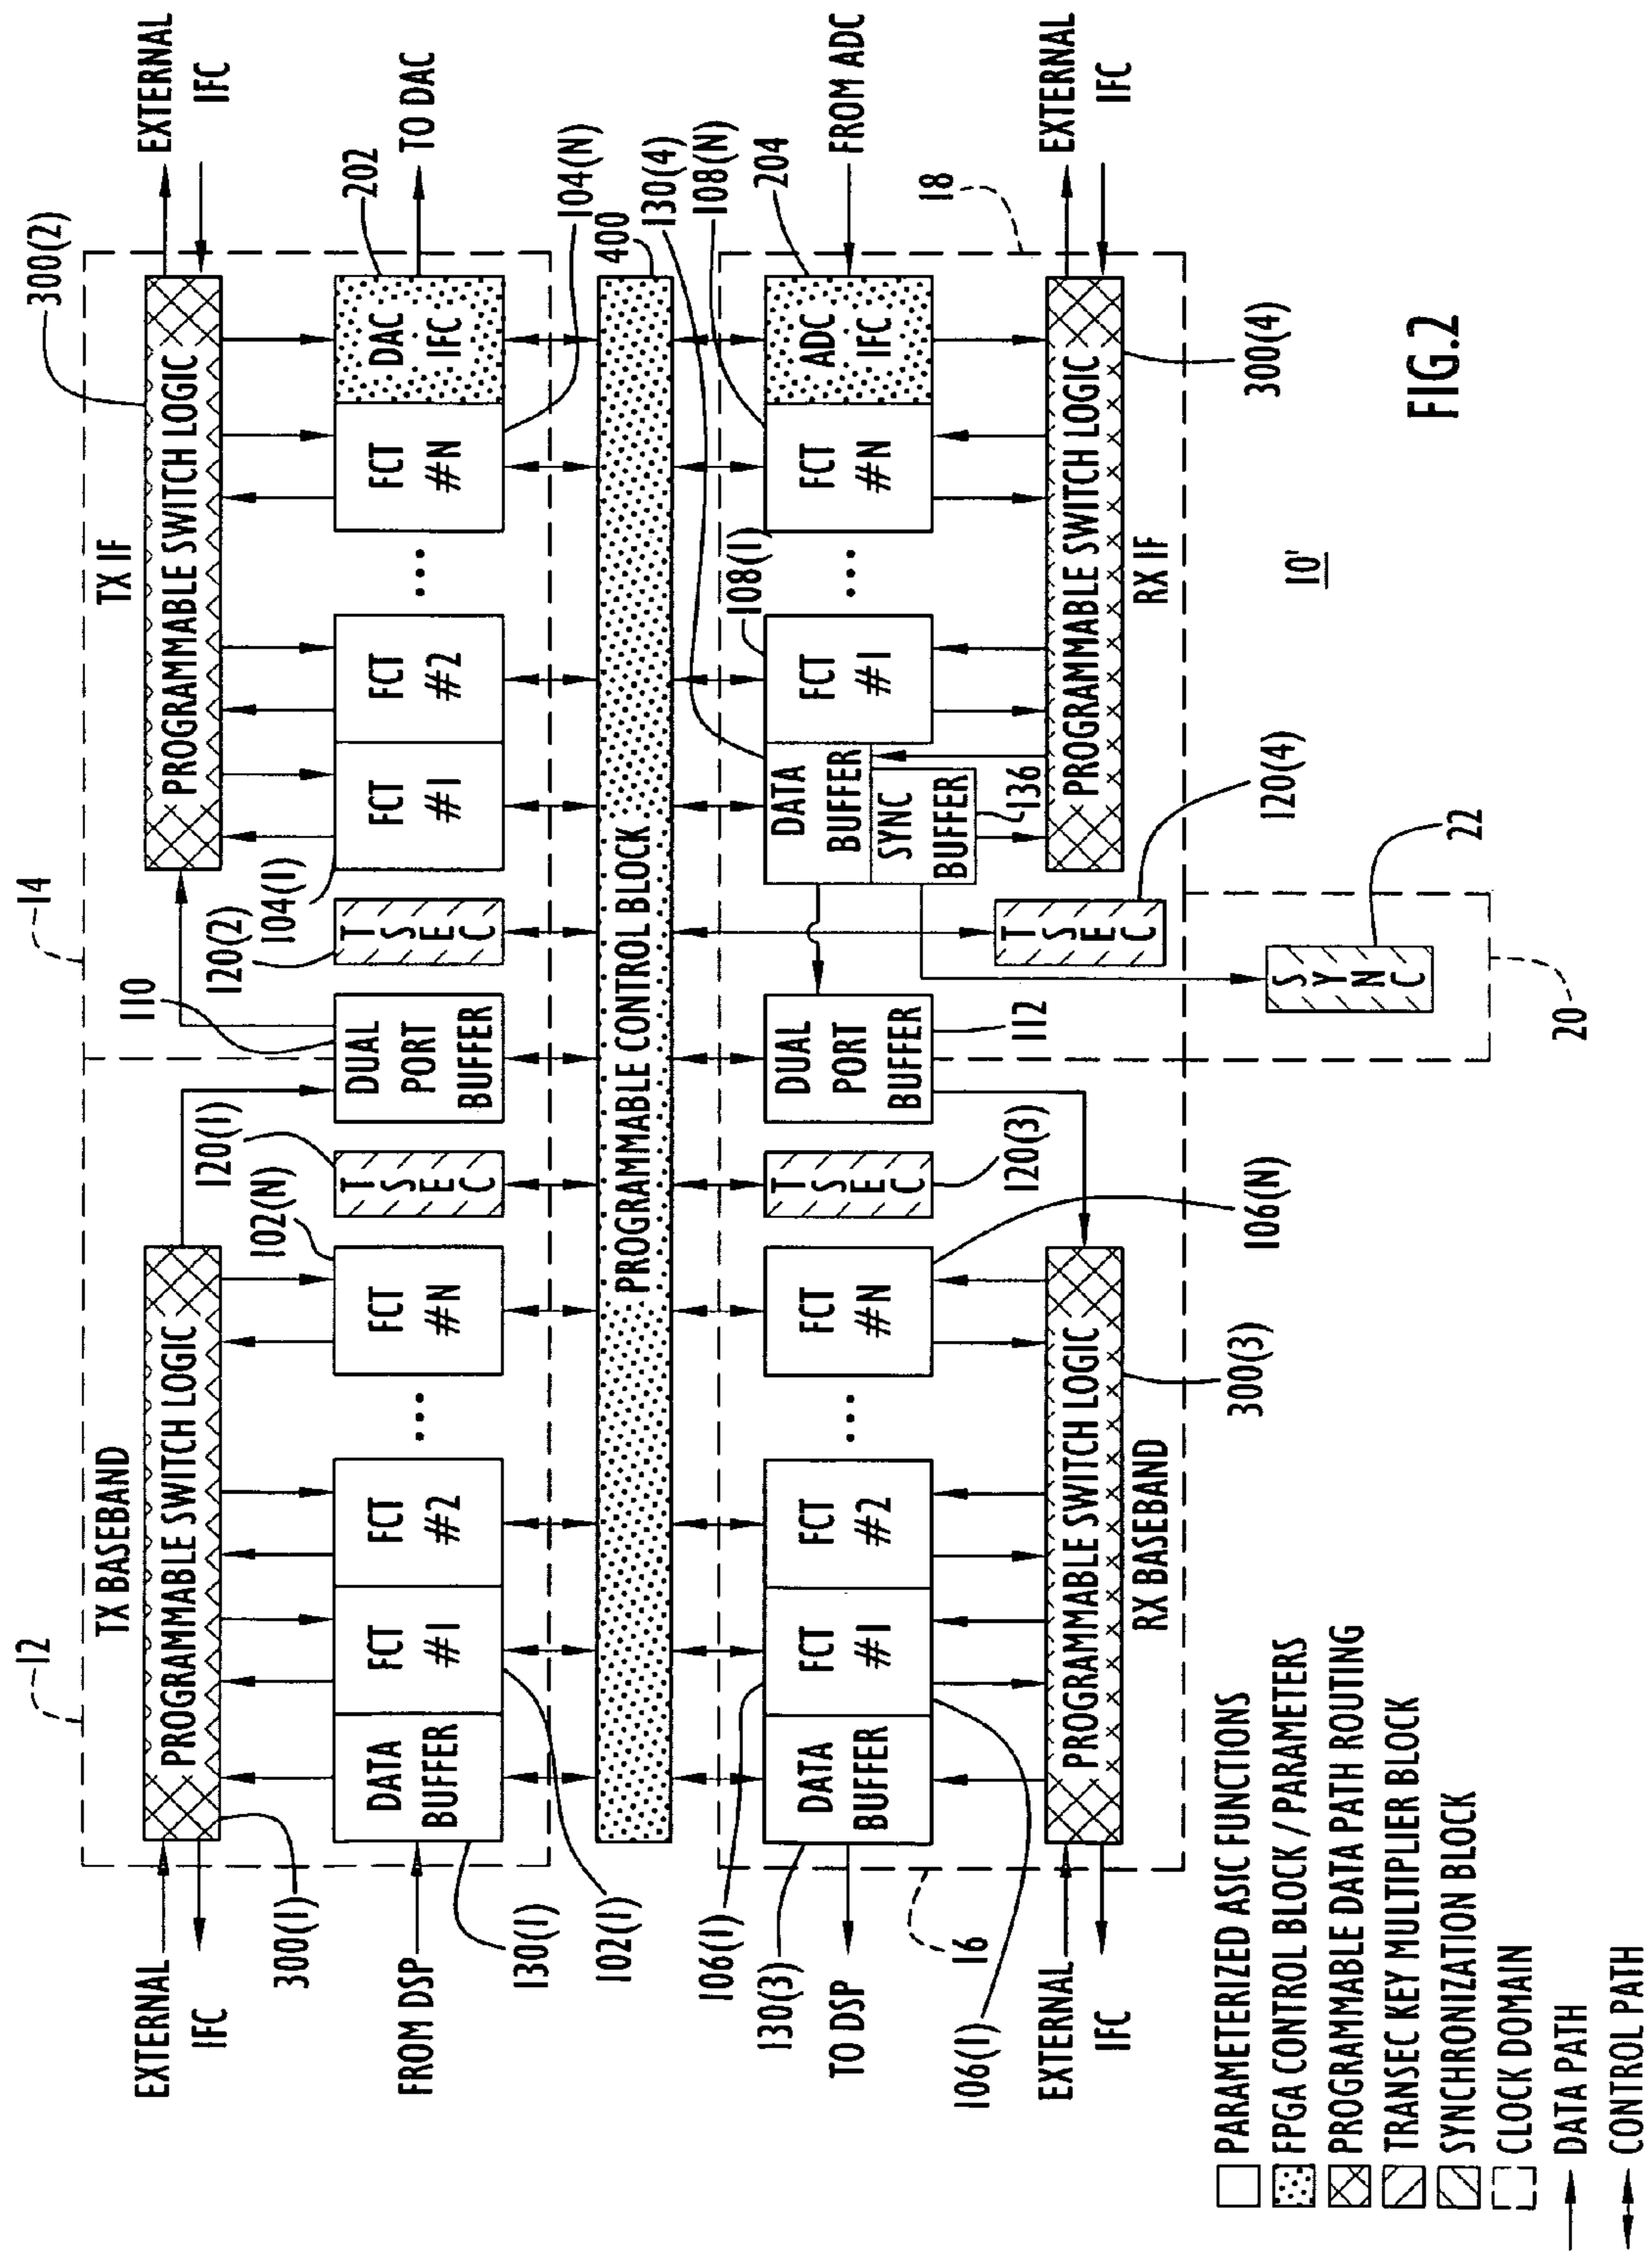 12
14
TX BASEBAND
TX IF
300(2)
EXTERNAL
IFC
300(1)
PROGRAMMABLE SWITCH LOGIC
PROGRAMMABLE SWITCH LOGIC
EXTERNAL
IFC
102(N)
120(1)
110
120(2)
104(1)
202
FROM DSP
DATA
BUFFER
FCT
#1
FCT
#2
...
FCT
#N
TSEC
DUAL
PORT
BUFFER
TSEC
FCT
#1
FCT
#2
...
FCT
#N
DAC
IFC
TO DAC
130(1)
102(1)
104(N)
PROGRAMMABLE CONTROL BLOCK
400
106(1)
130(4)
108(1)
108(N)
130(3)
204
TO DSP
DATA
BUFFER
FCT
#1
FCT
#2
...
FCT
#N
TSEC
DUAL
PORT
BUFFER
DATA
BUFFER
SYNC
BUFFER
FCT
#1
...
FCT
#N
ADC
IFC
FROM ADC
16
106(1)
120(3)
112
136
18
TSEC
EXTERNAL
IFC
PROGRAMMABLE SWITCH LOGIC
PROGRAMMABLE SWITCH LOGIC
EXTERNAL
IFC
RX BASEBAND
RX IF
300(3)
106(N)
120(4)
300(4)
SYNC
22
20
10'
FIG.2
PARAMETERIZED ASIC FUNCTIONS
FPGA CONTROL BLOCK / PARAMETERS
PROGRAMMABLE DATA PATH ROUTING
TRANSEC KEY MULTIPLIER BLOCK
SYNCHRONIZATION BLOCK
CLOCK DOMAIN
DATA PATH
CONTROL PATH